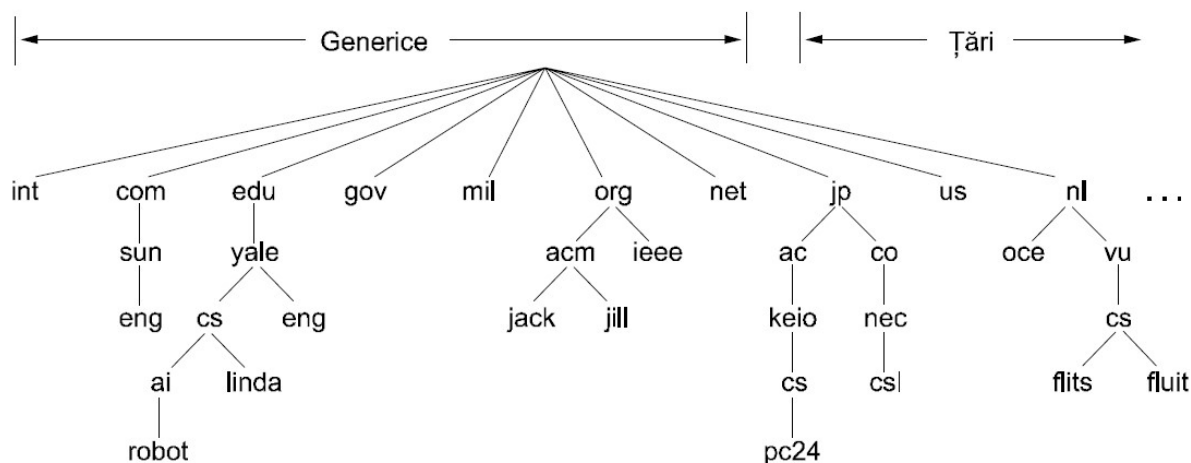 Generice Țări
int com edu gov mil org net jp us nl ...
sun yale acm ieee ac co oce vu
eng cs eng jack jill keio nec cs
ai linda cs csl flits fluit
robot pc24